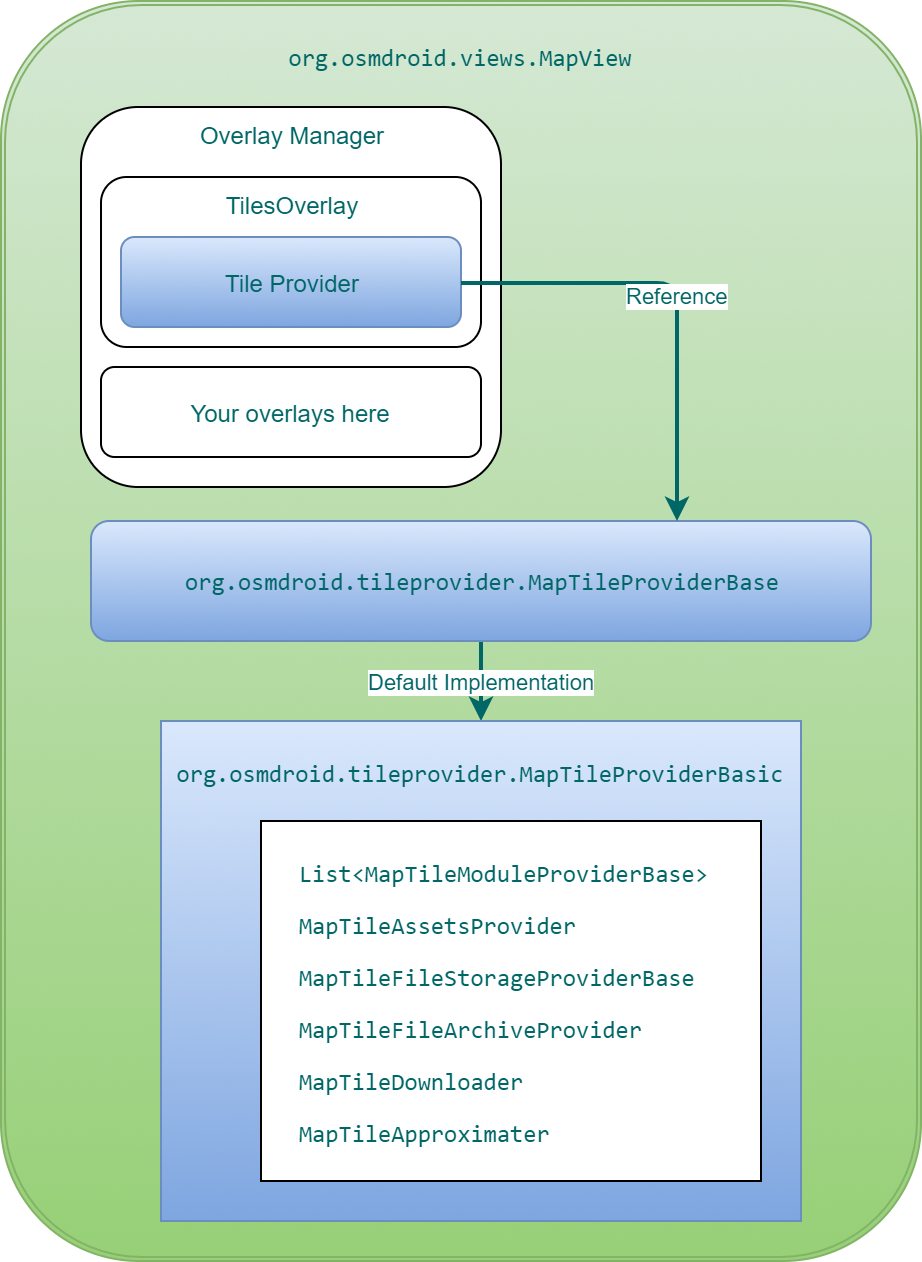 org.osmdroid.views.MapView
Overlay Manager
TilesOverlay
Tile Provider
Reference
Your overlays here
org.osmdroid.tileprovider.MapTileProviderBase
Default Implementation
org.osmdroid.tileprovider.MapTileProviderBasic
List<MapTileModuleProviderBase>
MapTileAssetsProvider
MapTileFileStorageProviderBase
MapTileFileArchiveProvider
MapTileDownloader
MapTileApproximater